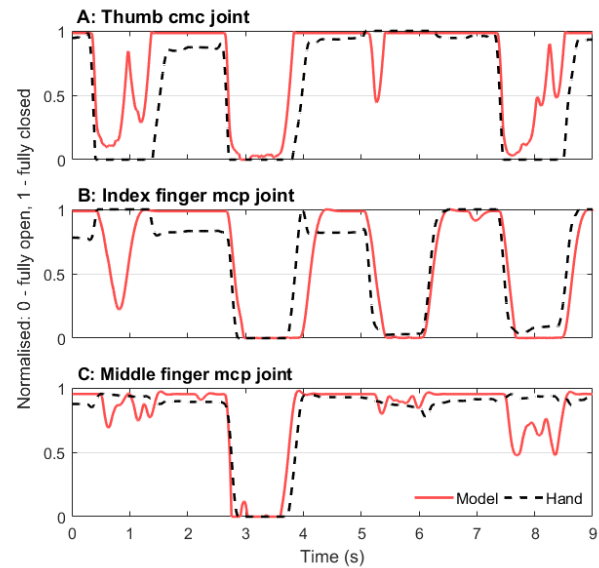 A: Thumb cmc joint
1
0.5
0
B: Index finger mcp joint
1
0.5
0
C: Middle finger mcp joint
1
0.5
0
Model Hand
0 1 2 3 4 5 6 7 8 9
Time (s)
Normalised: 0 - fully open, 1 - fully closed